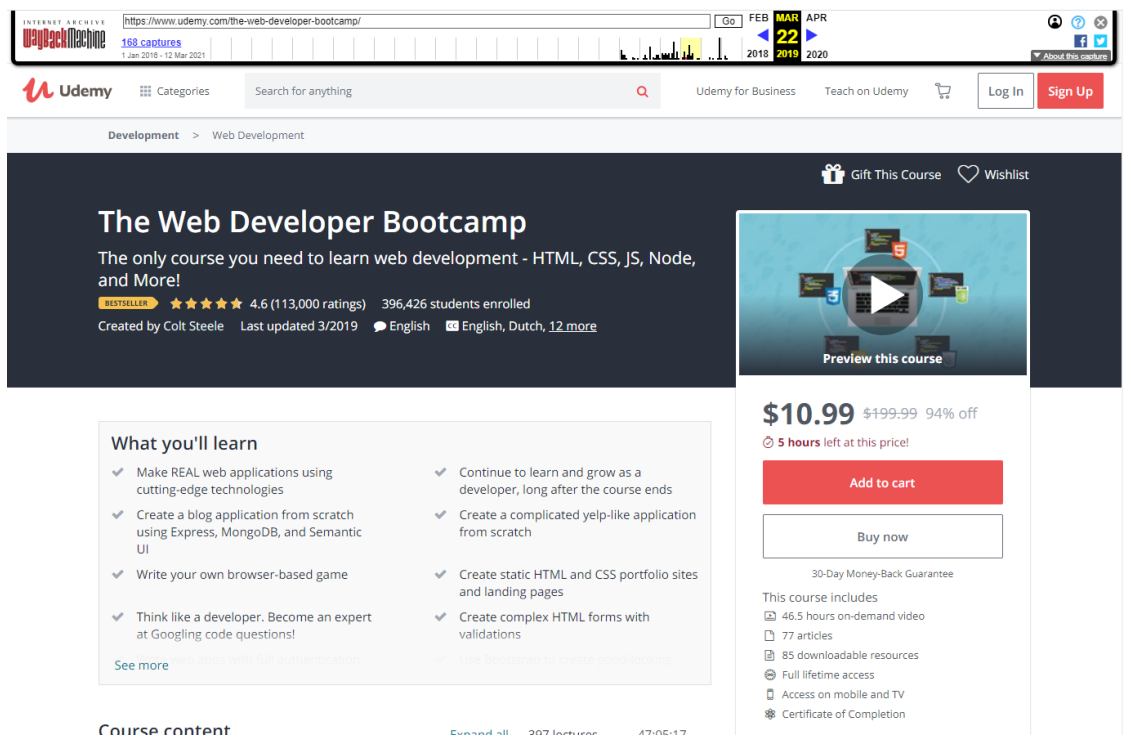 INTERNET ARCHIVE
WayBackMachine
https://www.udemy.com/the-web-developer-bootcamp/
Go
FEB MAR APR
168 captures
22
1 Jan 2016 - 12 Mar 2021
2018 2019 2020
About this capture
Udemy
Categories
Search for anything
Udemy for Business
Teach on Udemy
Log In
Sign Up
Development > Web Development
Gift This Course
Wishlist
The Web Developer Bootcamp
The only course you need to learn web development - HTML, CSS, JS, Node,
and More!
BESTSELLER 4.6 (113,000 ratings) 396,426 students enrolled
Created by Colt Steele Last updated 3/2019 English CC English, Dutch, 12 more
Preview this course
$10.99 $199.99 94% off
5 hours left at this price!
Add to cart
Buy now
30-Day Money-Back Guarantee
This course includes
46.5 hours on-demand video
77 articles
85 downloadable resources
Full lifetime access
Access on mobile and TV
Certificate of Completion
What you'll learn
Make REAL web applications using
cutting-edge technologies
Continue to learn and grow as a
developer, long after the course ends
Create a blog application from scratch
using Express, MongoDB, and Semantic
UI
Create a complicated yelp-like application
from scratch
Write your own browser-based game
Create static HTML and CSS portfolio sites
and landing pages
Think like a developer. Become an expert
at Googling code questions!
Create complex HTML forms with
validations
See more
Course content
Expand all 397 lectures 47:05:17